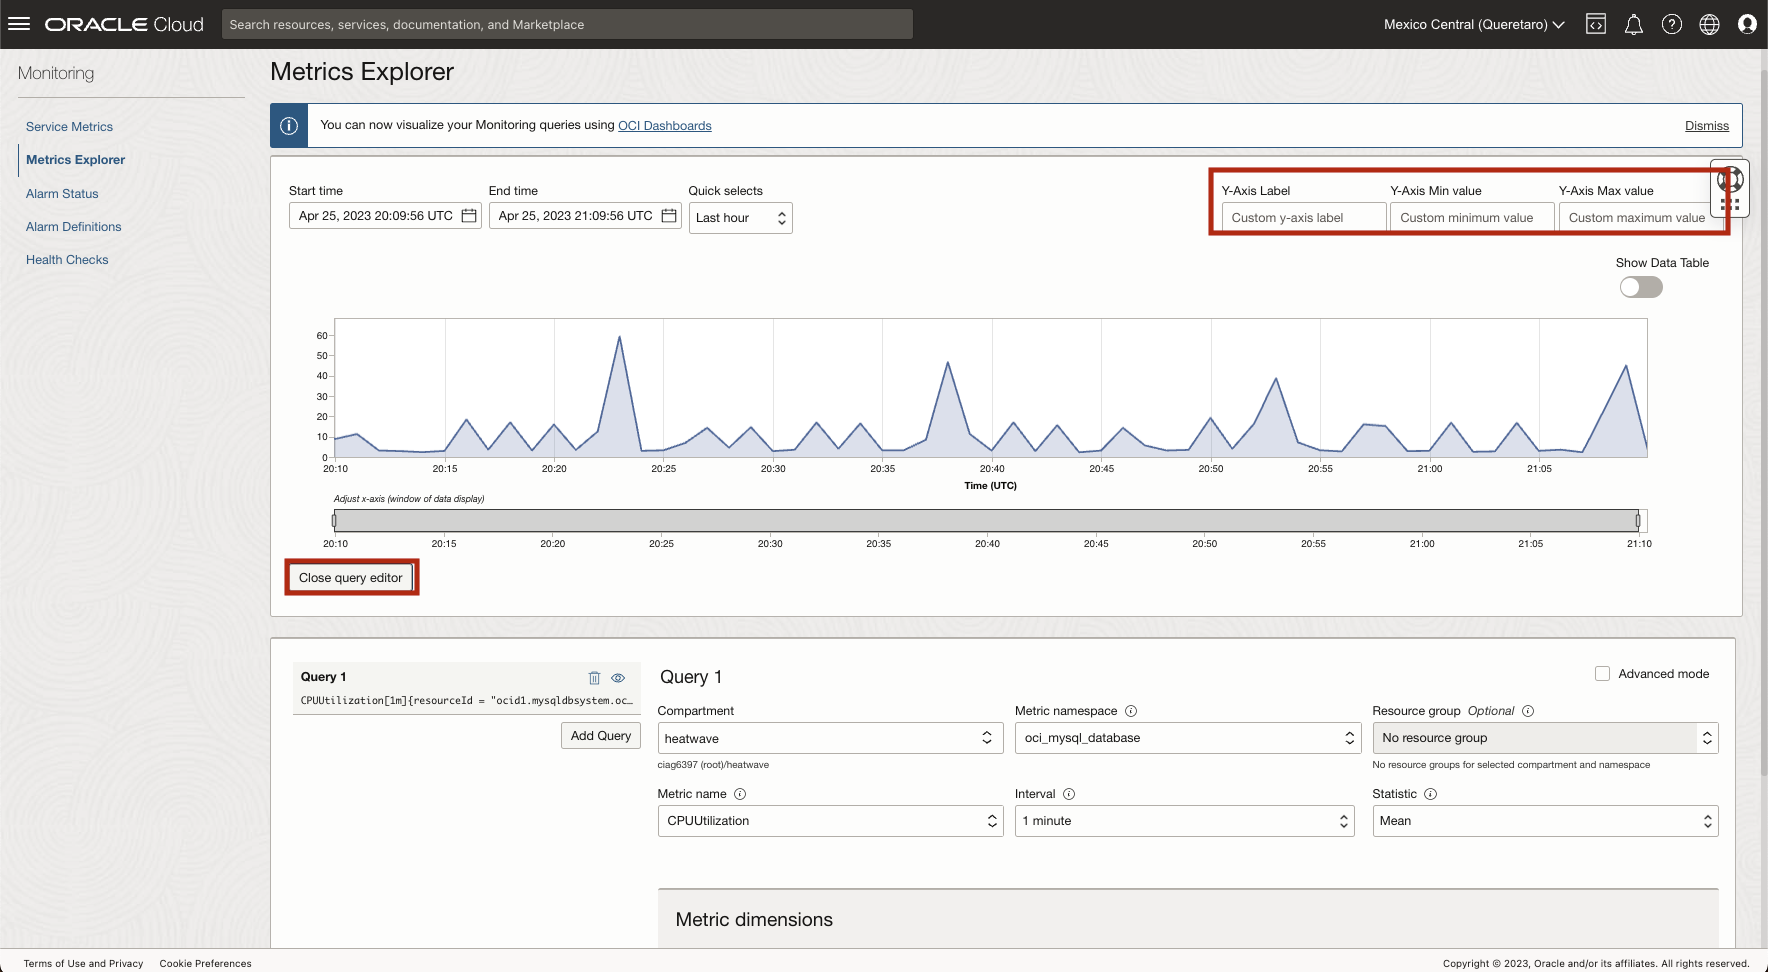 ORACLE Cloud
Search resources, services, documentation, and Marketplace
Mexico Central (Queretaro)
Monitoring
Service Metrics
Metrics Explorer
Alarm Status
Alarm Definitions
Health Checks
Metrics Explorer
You can now visualize your Monitoring queries using OCI Dashboards
Dismiss
Start time
End time
Quick selects
Apr 25, 2023 20:09:56 UTC
Apr 25, 2023 21:09:56 UTC
Last hour
Y-Axis Label
Y-Axis Min value
Y-Axis Max value
Custom y-axis label
Custom minimum value
Custom maximum value
Show Data Table
60
50
40
30
20
10
0
20:10 20:15 20:20 20:25 20:30 20:35 20:40 20:45 20:50 20:55 21:00 21:05
Time (UTC)
Adjust x-axis (window of data display)
20:10 20:15 20:20 20:25 20:30 20:35 20:40 20:45 20:50 20:55 21:00 21:05 21:10
Close query editor
Query 1
CPUUtilization[1m]{resourceId = "ocid1.mysqldbsystem.oc…
Add Query
Query 1
Advanced mode
Compartment
heatwave
ciag6397 (root)/heatwave
Metric namespace
oci_mysql_database
Resource group Optional
No resource group
No resource groups for selected compartment and namespace
Metric name
CPUUtilization
Interval
1 minute
Statistic
Mean
Metric dimensions
Terms of Use and Privacy
Cookie Preferences
Copyright © 2023, Oracle and/or its affiliates. All rights reserved.